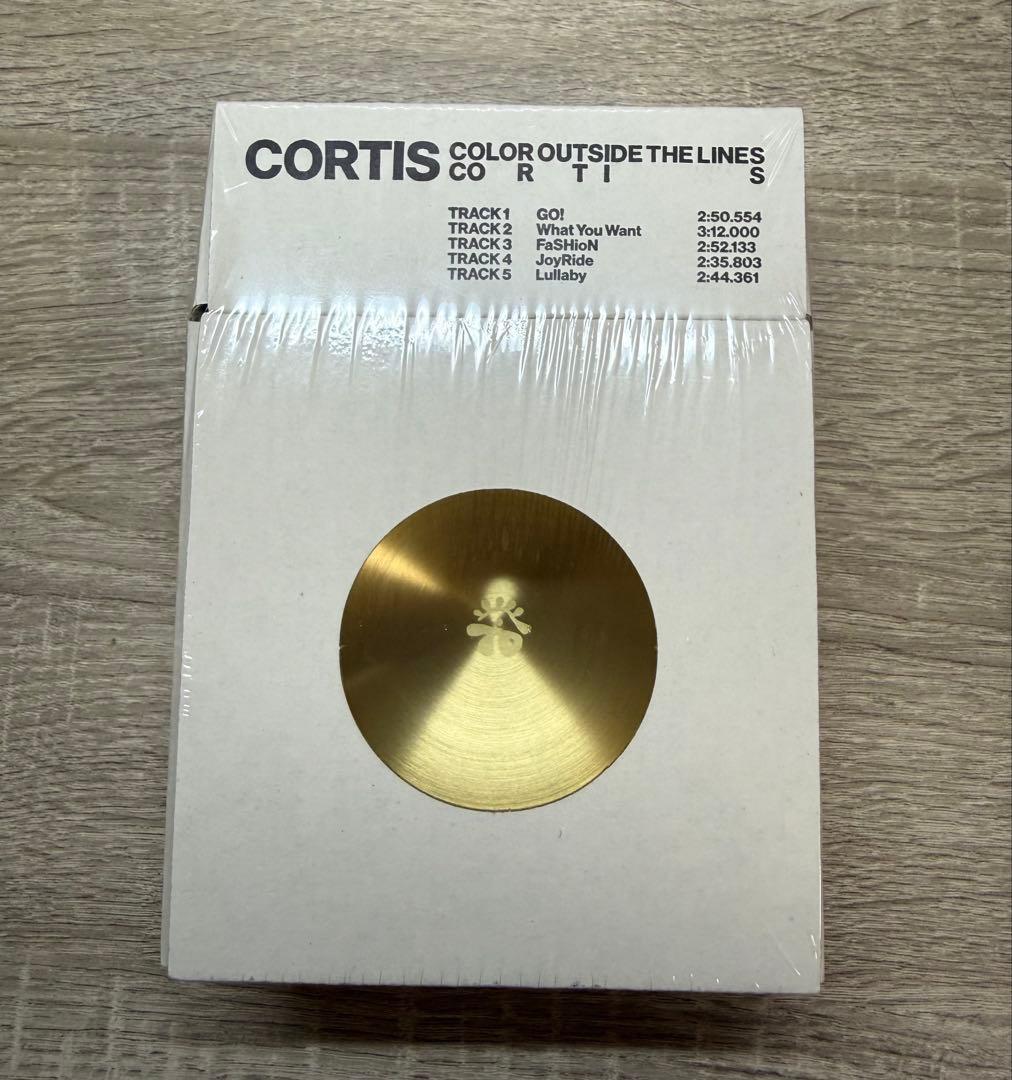 CORTIS COLOR OUTSIDE THE LINES
CO R T I S
TRACK 1 GO! 2:50.554
TRACK 2 What You Want 3:12.000
TRACK 3 FaSHioN 2:52.133
TRACK 4 JoyRide 2:35.803
TRACK 5 Lullaby 2:44.361